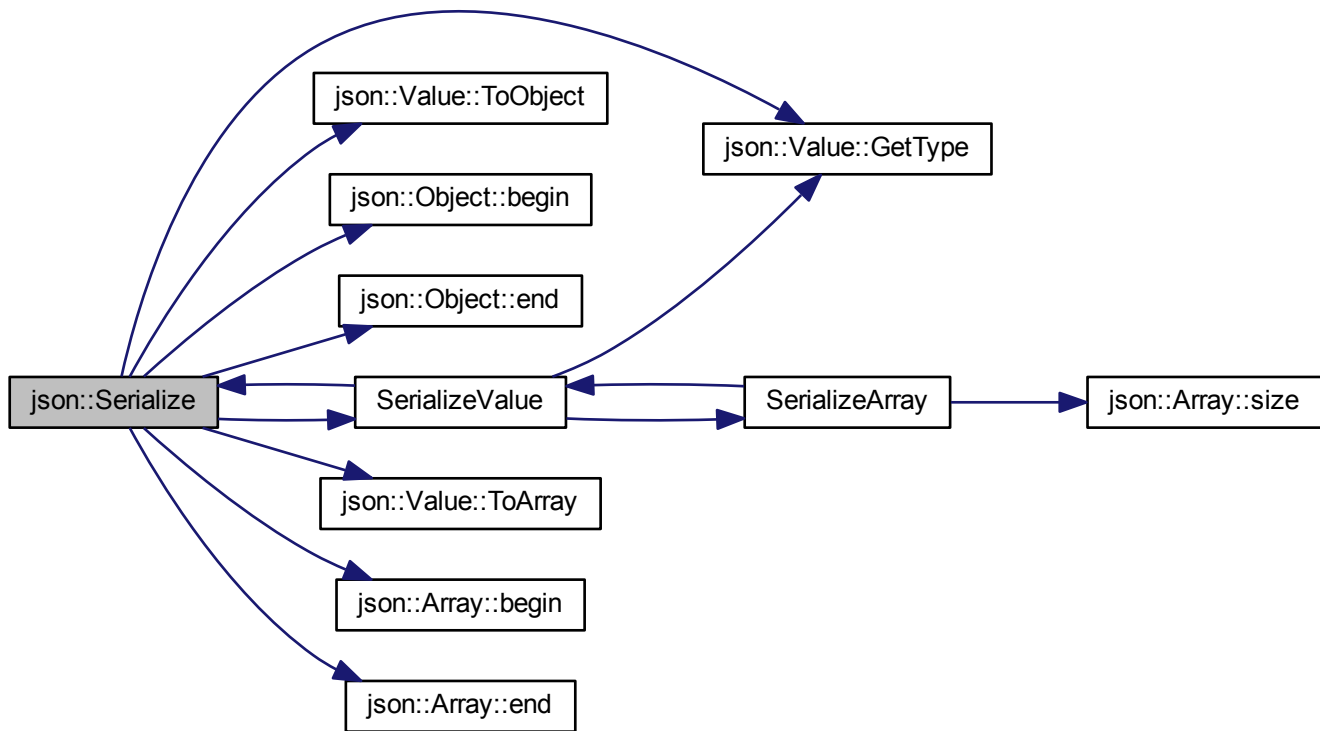 json::Value::ToObject
json::Value::GetType
json::Object::begin
json::Object::end
json::Serialize
SerializeValue
SerializeArray
json::Array::size
json::Value::ToArray
json::Array::begin
json::Array::end